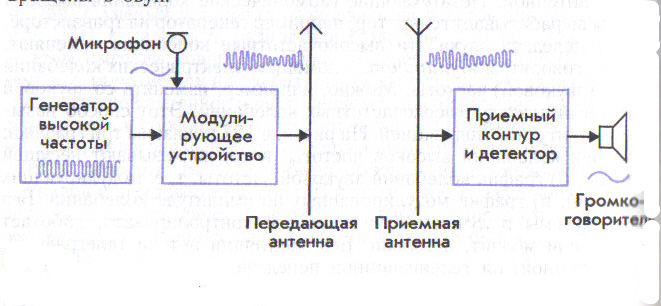 Микрофон
Генератор
высокой
частоты
Модули-
рующее
устройство
Приемный
контур
и детектор
Громко-
говоритель
Передающая
антенна
Приемная
антенна